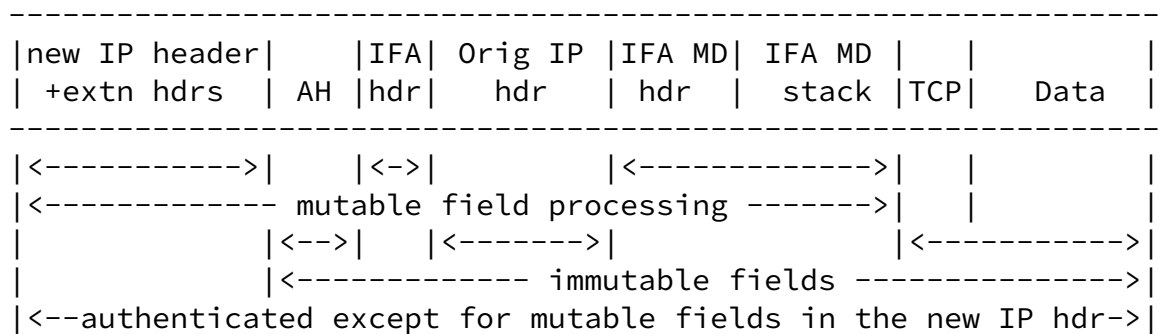 ----------------------------------------------------------------
|new IP header|    |IFA| Orig IP |IFA MD| IFA MD    |   |         |
| +extn hdrs  | AH |hdr|   hdr   | hdr  |   stack |TCP|   Data  |
----------------------------------------------------------------
|<----------->|    |<->|         |<------------->|   |         |
|<------------- mutable field processing ------->|   |         |
|             |<-->|   |<------->|               |<----------->|
|             |<------------- immutable fields --------------->|
|<--authenticated except for mutable fields in the new IP hdr->|